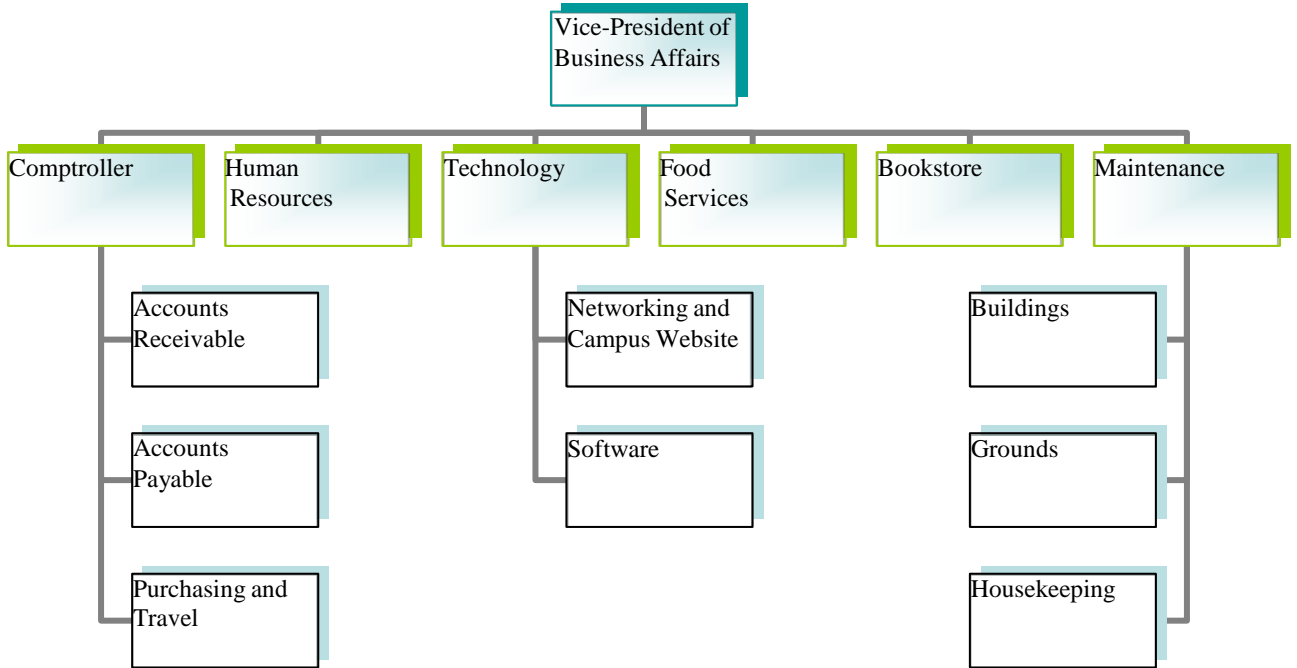 Vice-President of
Business Affairs
Comptroller
Human
Resources
Technology
Food
Services
Bookstore
Maintenance
Accounts
Receivable
Networking and
Campus Website
Buildings
Accounts
Payable
Software
Grounds
Purchasing and
Travel
Housekeeping